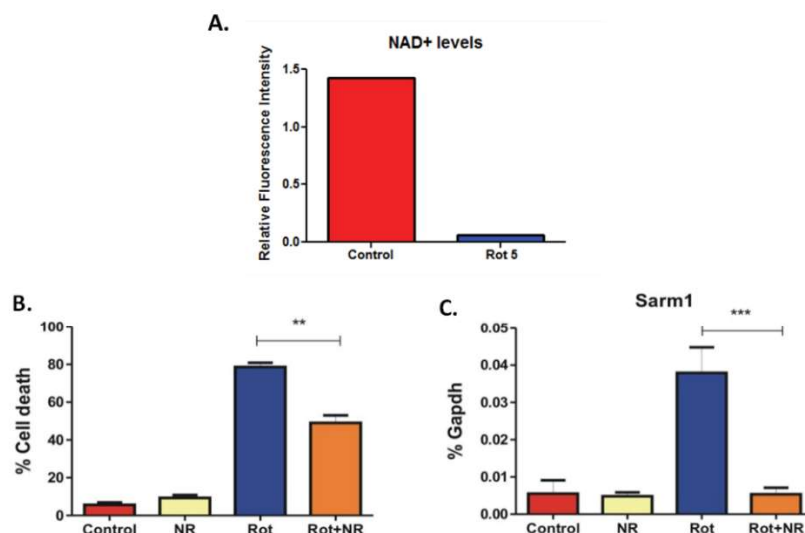 A.
NAD+ levels
Relative Fluorescence Intensity
1.5
1.0
0.5
0.0
Control Rot 5
B.
% Cell death
100
80
60
40
20
0
**
Control NR Rot Rot+NR
C.
Sarm1
% Gapdh
0.05
0.04
0.03
0.02
0.01
0.00
***
Control NR Rot Rot+NR